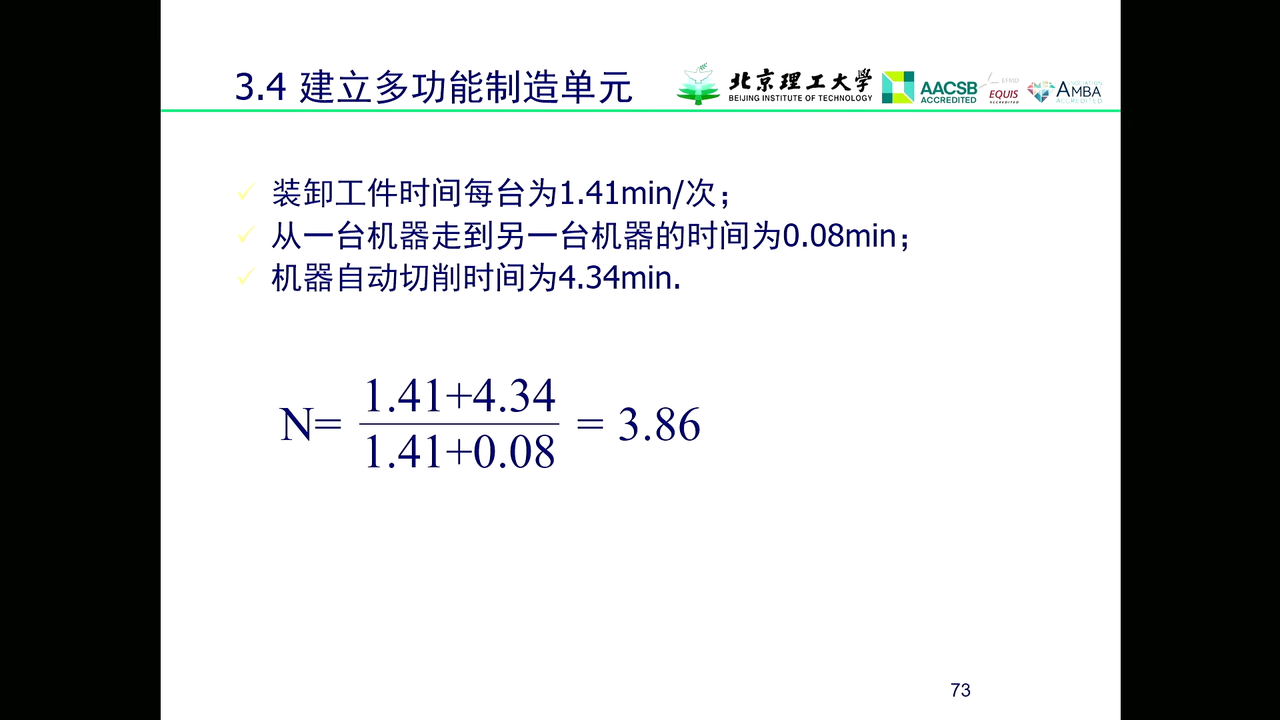 3.4 建立多功能制造单元
北京理工大学
BEIJING INSTITUTE OF TECHNOLOGY
AACSB
ACCREDITED
EFMD
EQUIS
ACCREDITED
ASSOCIATION
AMBA
ACCREDITED
装卸工件时间每台为1.41min/次；
从一台机器走到另一台机器的时间为0.08min；
机器自动切削时间为4.34min.
1.41+4.34
N= = 3.86
1.41+0.08
73